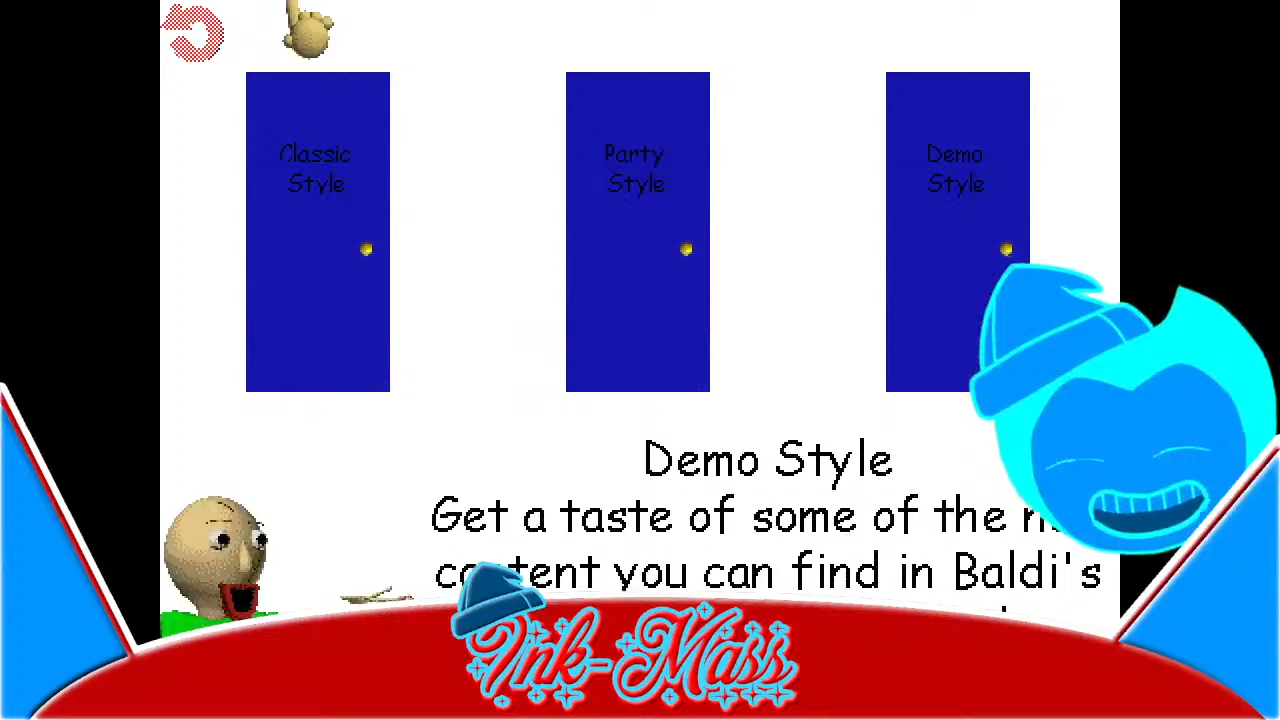 Classic
Style
Party
Style
Demo
Style
Demo Style
Get a taste of some of the
content you can find in Baldi's
Ink-Mass